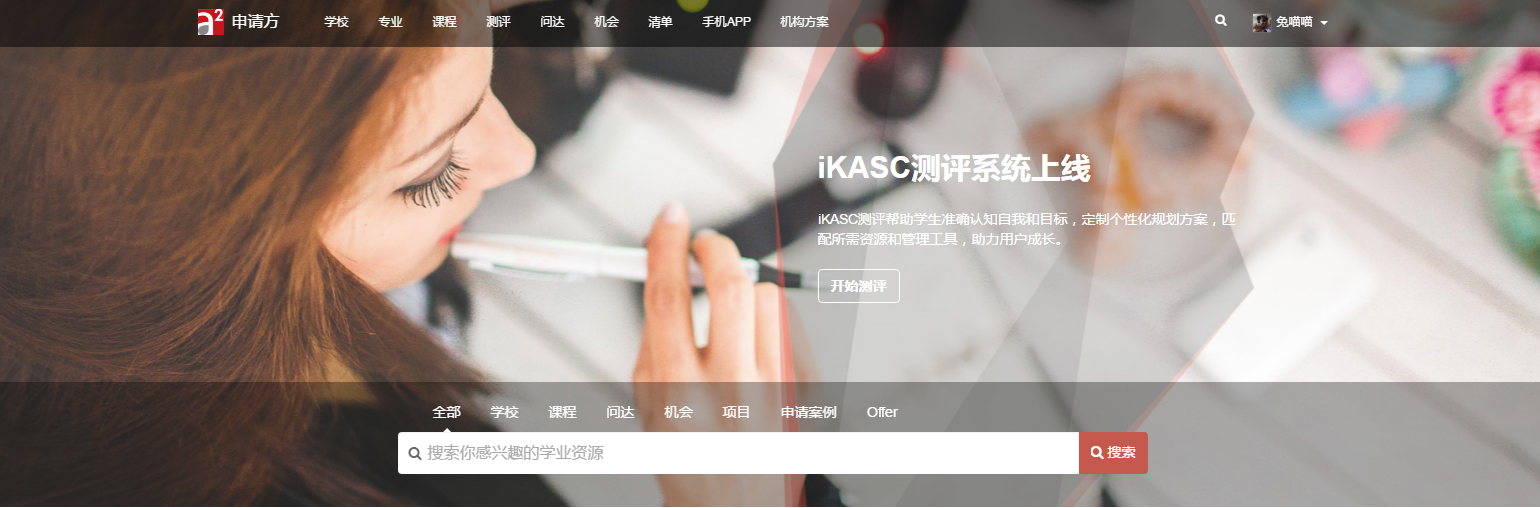 a² 申请方 学校 专业 课程 测评 问达 机会 清单 手机APP 机构方案 兔喵喵
iKASC测评系统上线
iKASC测评帮助学生准确认知自我和目标，定制个性化规划方案，匹
配所需资源和管理工具，助力用户成长。
开始测评
全部 学校 课程 问达 机会 项目 申请案例 Offer
搜索你感兴趣的学业资源 搜索